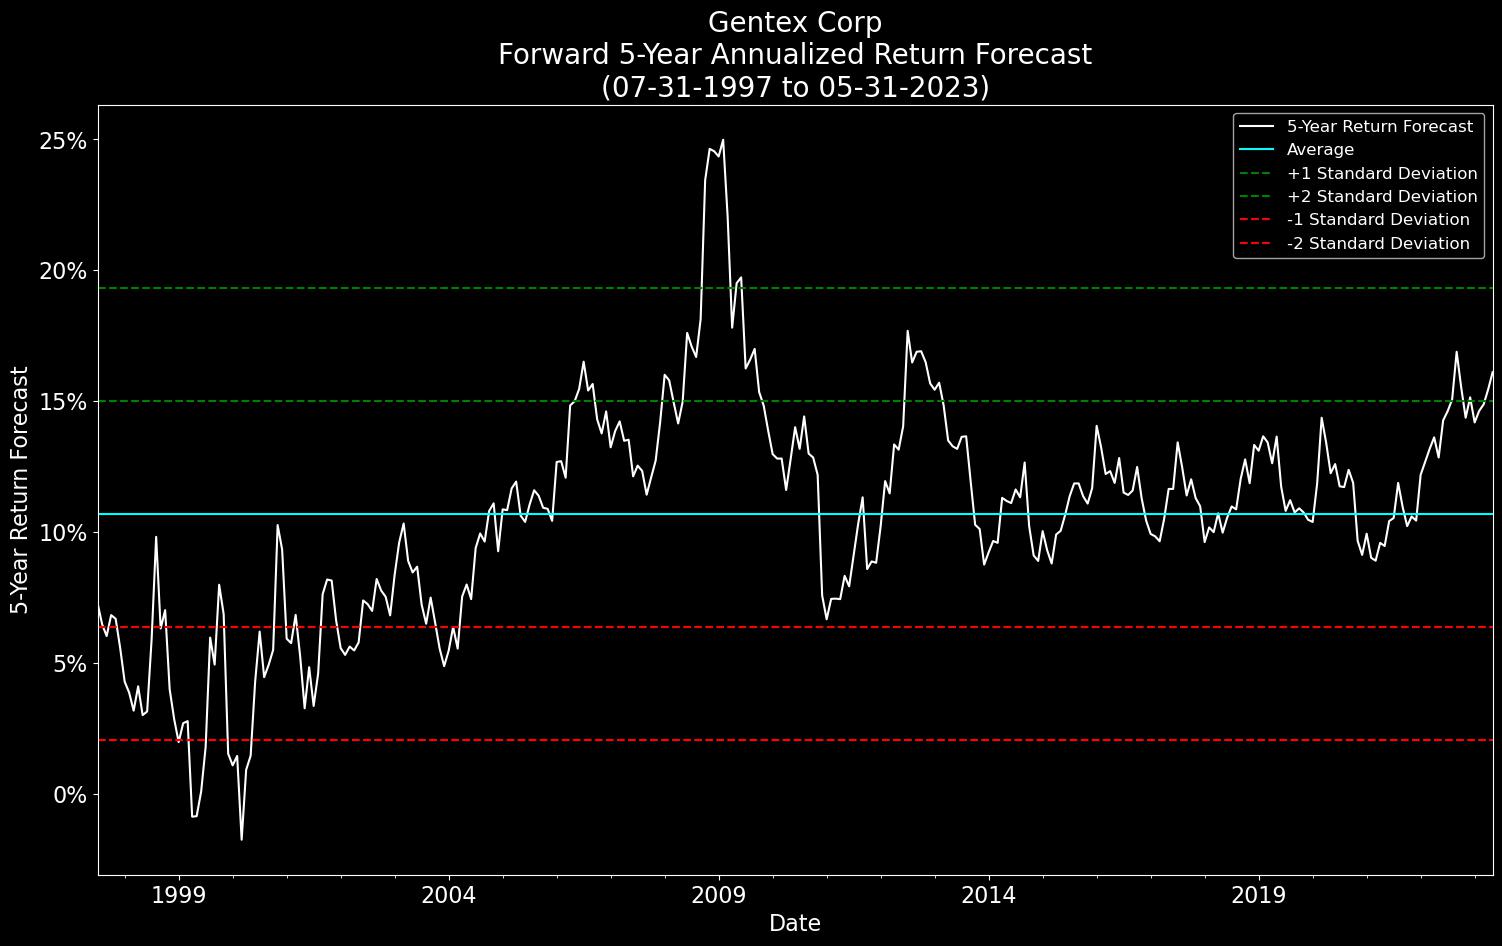 Gentex Corp
Forward 5-Year Annualized Return Forecast
(07-31-1997 to 05-31-2023)
5-Year Return Forecast
Average
+1 Standard Deviation
+2 Standard Deviation
-1 Standard Deviation
-2 Standard Deviation
5-Year Return Forecast
25%
20%
15%
10%
5%
0%
1999 2004 2009 2014 2019
Date